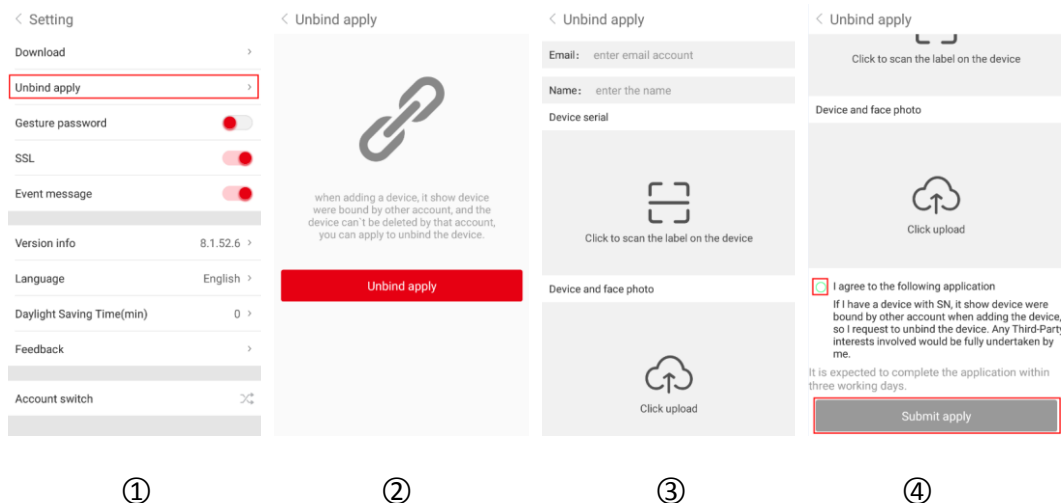 < Setting
Download >
Unbind apply >
Gesture password
SSL
Event message
Version info 8.1.52.6 >
Language English >
Daylight Saving Time(min) 0 >
Feedback >
Account switch
①
< Unbind apply
when adding a device, it show device
were bound by other account, and the
device can`t be deleted by that account,
you can apply to unbind the device.
Unbind apply
②
< Unbind apply
Email: enter email account
Name: enter the name
Device serial
Click to scan the label on the device
Device and face photo
Click upload
③
< Unbind apply
Click to scan the label on the device
Device and face photo
Click upload
I agree to the following application
If I have a device with SN, it show device were
bound by other account when adding the device,
so I request to unbind the device. Any Third-Party
interests involved would be fully undertaken by
me.
It is expected to complete the application within
three working days.
Submit apply
④